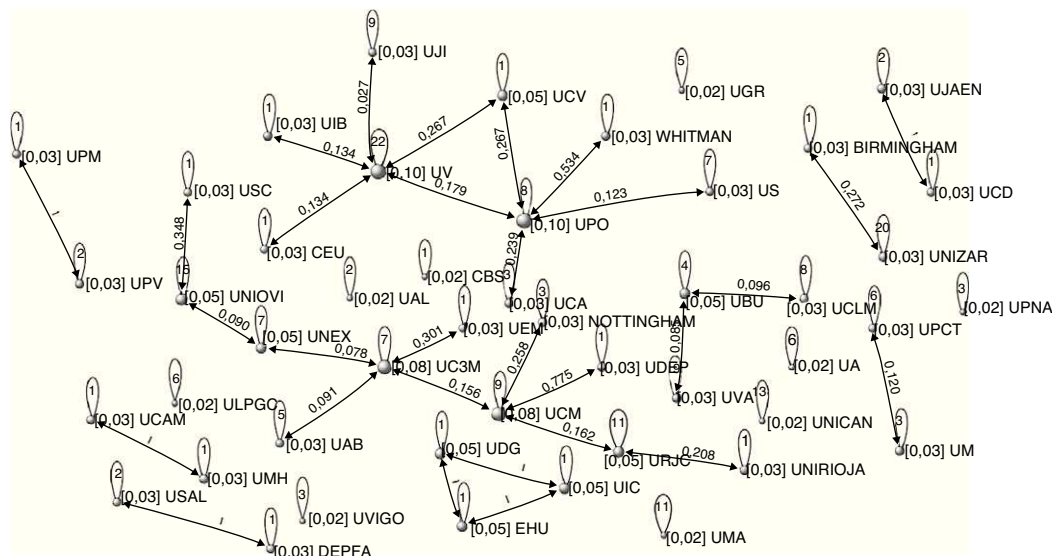 9
[0,03] UJI
0,027
1
[0,05] UCV
5
[0,02] UGR
2
[0,03] UJAEN
1
[0,03] UIB
0,134
22
[0,10] UV
0,267
0,267
1
[0,03] WHITMAN
0,534
1
[0,03] BIRMINGHAM
1
1
[0,03] UCD
1
[0,03] UPM
1
1
[0,03] USC
0,348
0,179
8
[0,10] UPO
0,123
7
[0,03] US
0,272
20
[0,03] UNIZAR
0,134
1
[0,03] CEU
0,239
2
[0,03] UPV
15
[0,05] UNIOVI
2
[0,02] UAL
1
[0,02] CBS
3
[0,03] UCA
4
[0,05] UBU
0,096
8
[0,03] UCLM
3
[0,02] UPNA
0,090
7
[0,05] UNEX
1
[0,03] UEM
3
[0,03] NOTTINGHAM
0,085
6
[0,03] UPCT
0,078
7
[0,08] UC3M
0,301
0,258
1
[0,03] UDEP
6
[0,02] UA
0,120
0,156
0,775
9
[0,03] UVA
6
[0,02] ULPGC
0,091
9
[0,08] UCM
13
[0,02] UNICAN
1
[0,03] UCAM
1
5
[0,03] UAB
0,162
11
[0,05] URJC
0,208
1
[0,03] UNIRIOJA
3
[0,03] UM
1
[0,03] UMH
1
[0,05] UDG
1
1
1
[0,05] UIC
1
2
[0,03] USAL
1
3
[0,02] UVIGO
1
[0,05] EHU
11
[0,02] UMA
1
[0,03] DEPFA